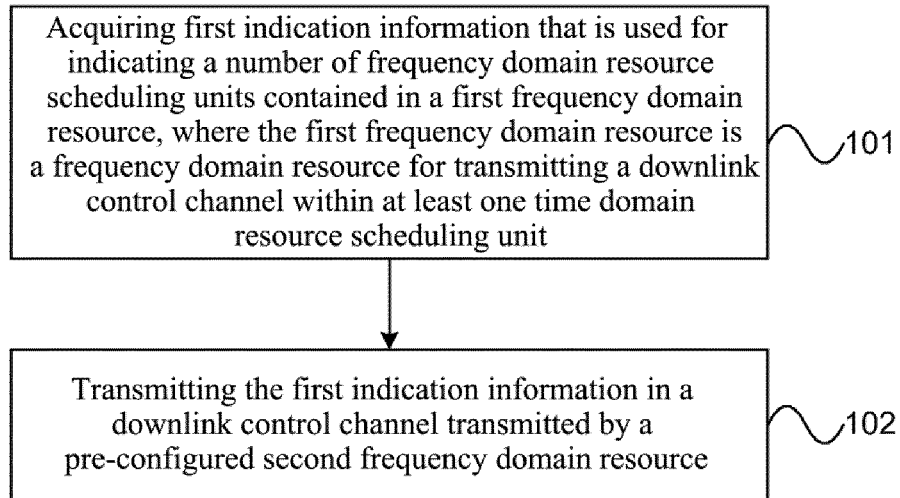 Acquiring first indication information that is used for
indicating a number of frequency domain resource
scheduling units contained in a first frequency domain
resource, where the first frequency domain resource is
a frequency domain resource for transmitting a downlink
control channel within at least one time domain
resource scheduling unit
101
Transmitting the first indication information in a
downlink control channel transmitted by a
pre-configured second frequency domain resource
102